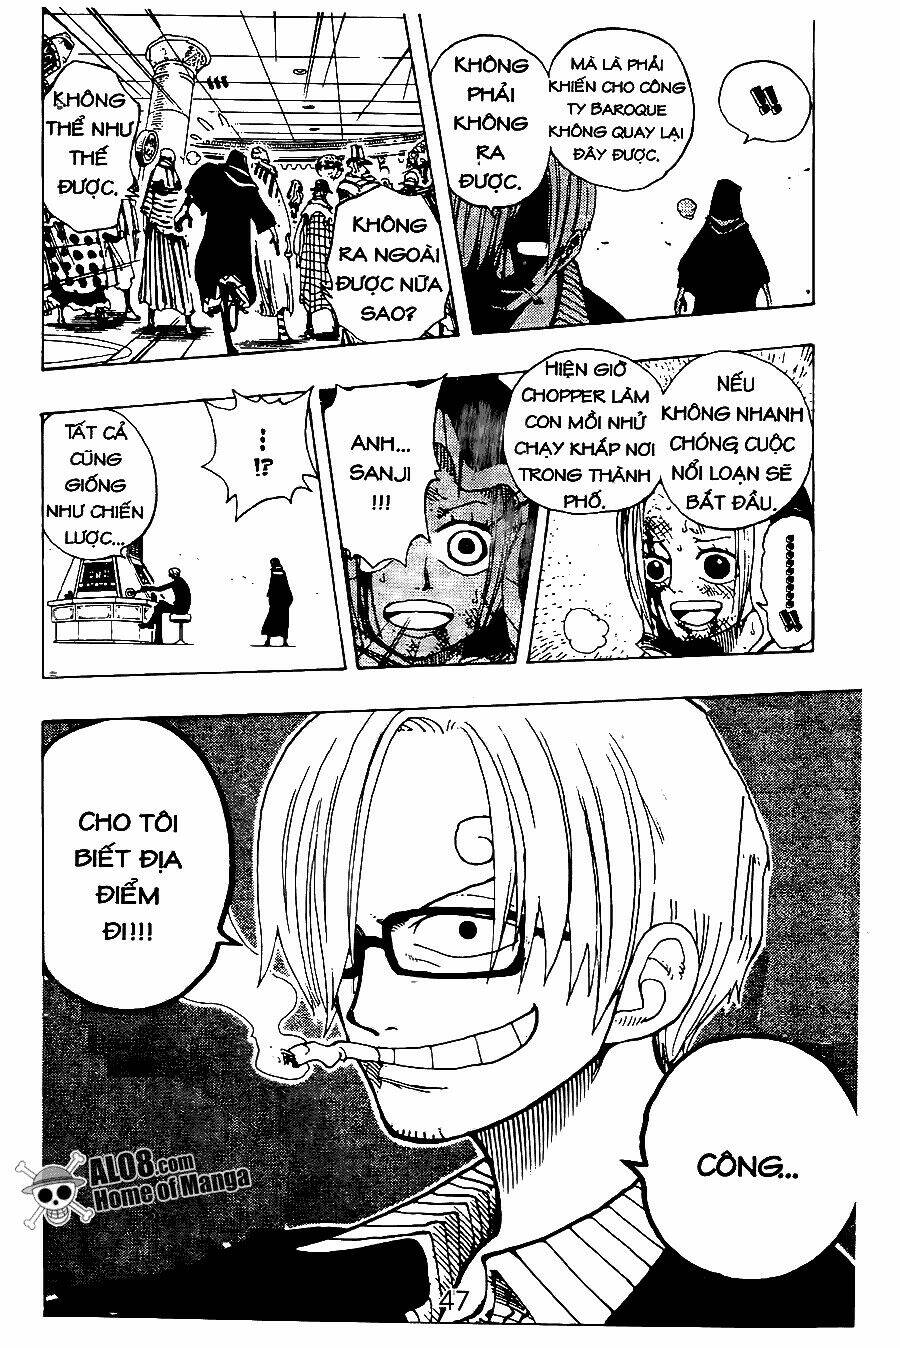 !!
MÀ LÀ PHẢI
KHIẾN CHO CÔNG
TY BAROQUE
KHÔNG QUAY LẠI
ĐÂY ĐƯỢC.
KHÔNG
PHẢI
KHÔNG
RA
ĐƯỢC.
KHÔNG
RA NGOÀI
ĐƯỢC NỮA
SAO?
KHÔNG
THỂ NHƯ
THẾ
ĐƯỢC.
NẾU
KHÔNG NHANH
CHÓNG, CUỘC
NỔI LOẠN SẼ
BẮT ĐẦU.
HIỆN GIỜ
CHOPPER LÀM
CON MỒI NHỬ
CHẠY KHẮP NƠI
TRONG THÀNH
PHỐ.
ANH...
SANJI
!!!
...
!?
TẤT CẢ
CŨNG
GIỐNG
NHƯ CHIẾN
LƯỢC...
CHO TÔI
BIẾT ĐỊA
ĐIỂM
ĐI!!!
CÔNG...
ALO8.com
Home of Manga
47